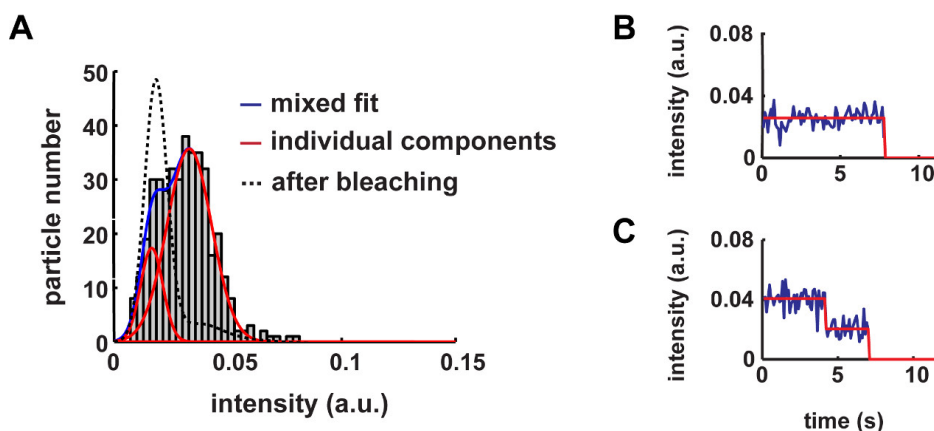 A
particle number
50
40
30
20
10
0
0
0.05
0.1
0.15
intensity (a.u.)
mixed fit
individual components
after bleaching
B
intensity (a.u.)
0.08
0.04
0
0
5
10
C
intensity (a.u.)
0.08
0.04
0
0
5
10
time (s)